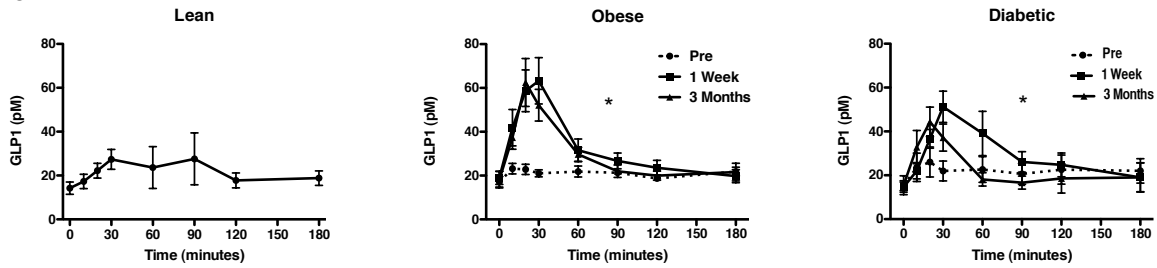 Lean
80
60
40
20
0
GLP1 (pM)
0 30 60 90 120 150 180
Time (minutes)
Obese
80
60
40
20
0
GLP1 (pM)
Pre
1 Week
3 Months
*
0 30 60 90 120 150 180
Time (minutes)
Diabetic
80
60
40
20
0
GLP1 (pM)
Pre
1 Week
3 Months
*
0 30 60 90 120 150 180
Time (minutes)